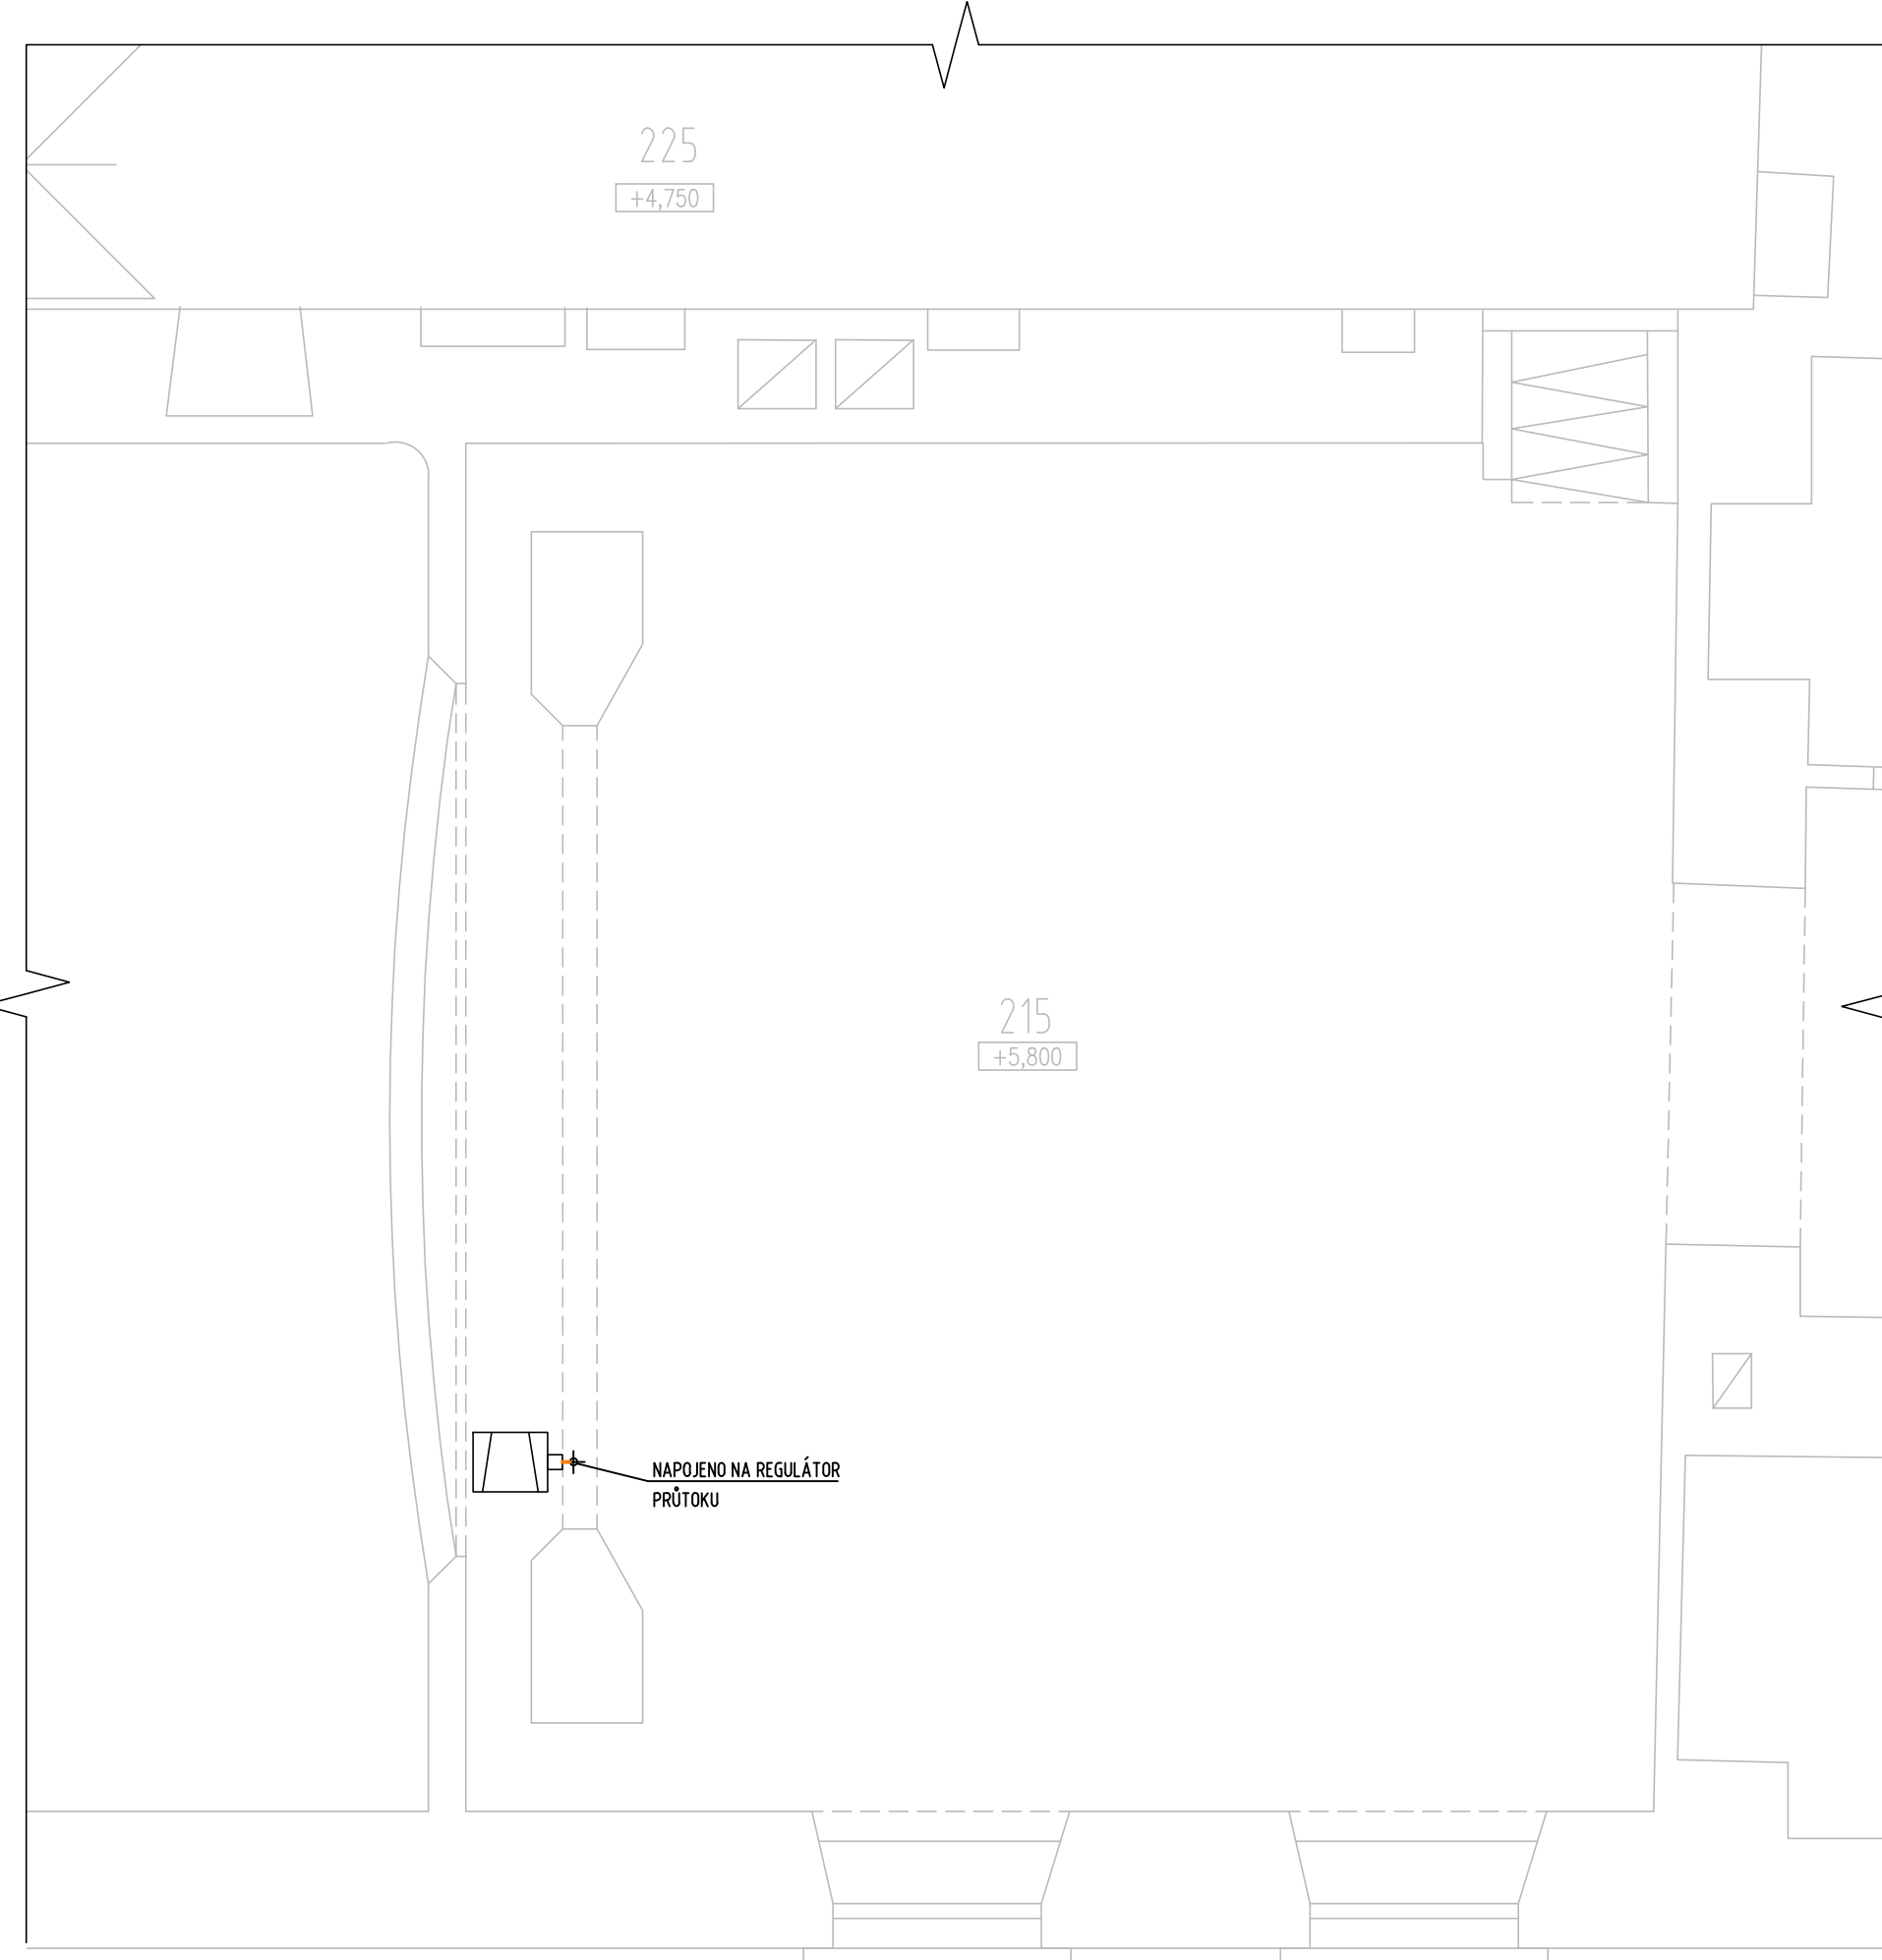 225
+4,750
215
+5,800
NAPOJENO NA REGULÁTOR
PRŮTOKU